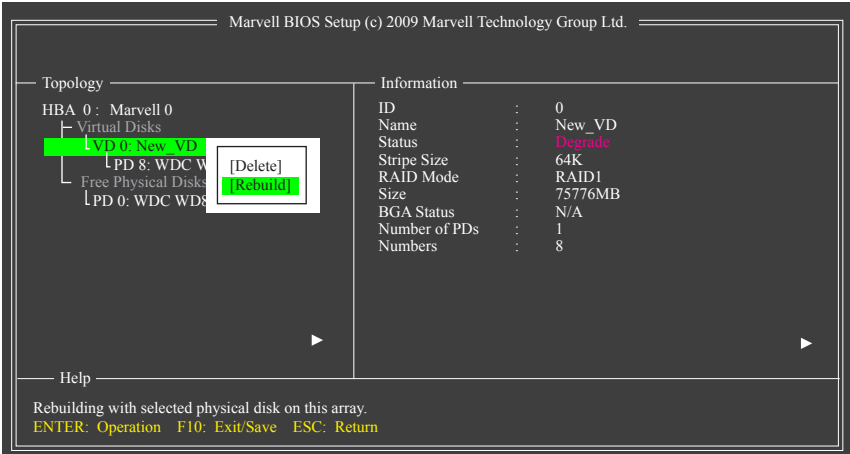 Marvell BIOS Setup (c) 2009 Marvell Technology Group Ltd.
Topology
HBA 0 : Marvell 0
Virtual Disks
VD 0: New_VD
PD 8: WDC
Free Physical Disks
PD 0: WDC
[Delete]
[Rebuild]
Information
ID : 0
Name : New_VD
Status : Degrade
Stripe Size : 64K
RAID Mode : RAID1
Size : 75776MB
BGA Status : N/A
Number of PDs : 1
Numbers : 8
Help
Rebuilding with selected physical disk on this array.
ENTER: Operation F10: Exit/Save ESC: Return